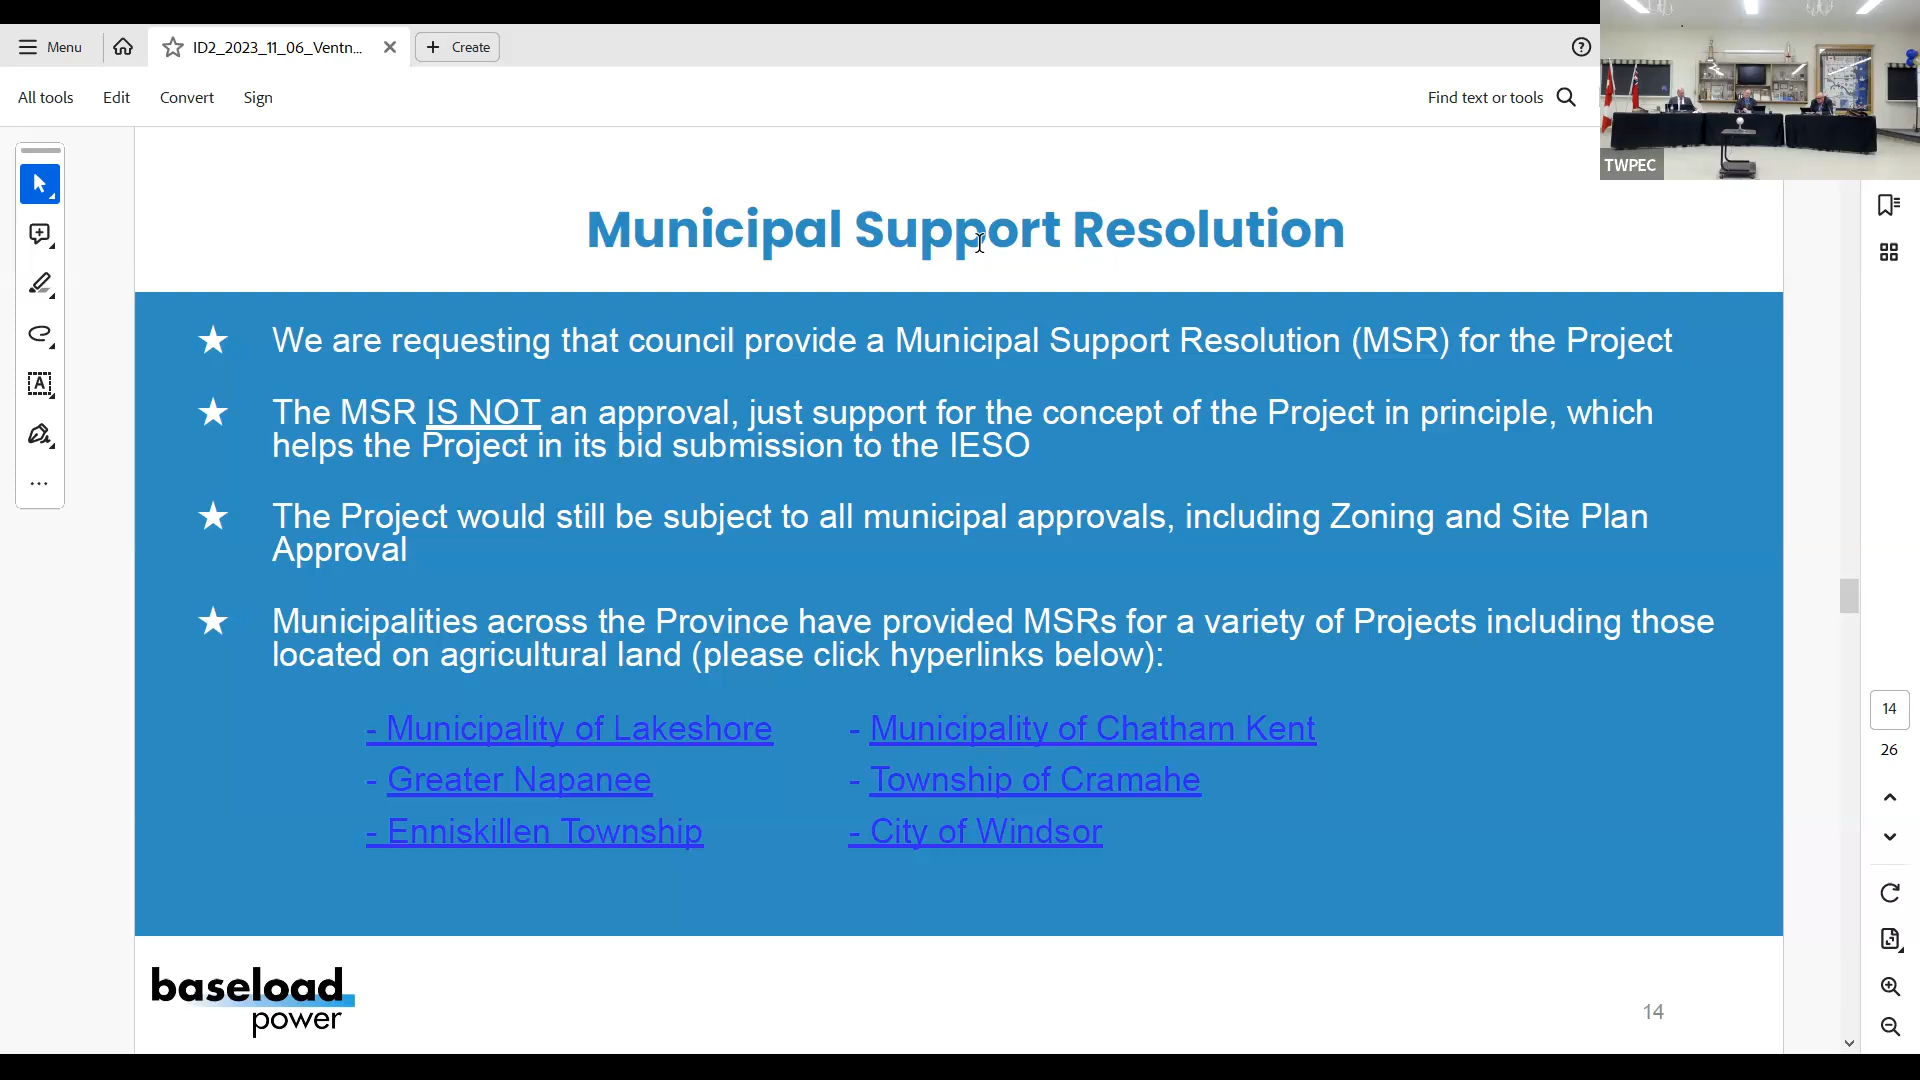 Menu
ID2_2023_11_06_Ventn...
Create
All tools
Edit
Convert
Sign
Find text or tools
TWPEC
Municipal Support Resolution
We are requesting that council provide a Municipal Support Resolution (MSR) for the Project
The MSR IS NOT an approval, just support for the concept of the Project in principle, which
helps the Project in its bid submission to the IESO
The Project would still be subject to all municipal approvals, including Zoning and Site Plan
Approval
Municipalities across the Province have provided MSRs for a variety of Projects including those
located on agricultural land (please click hyperlinks below):
- Municipality of Lakeshore - Municipality of Chatham Kent
- Greater Napanee - Township of Cramahe
- Enniskillen Township - City of Windsor
14
26
baseload
power
14